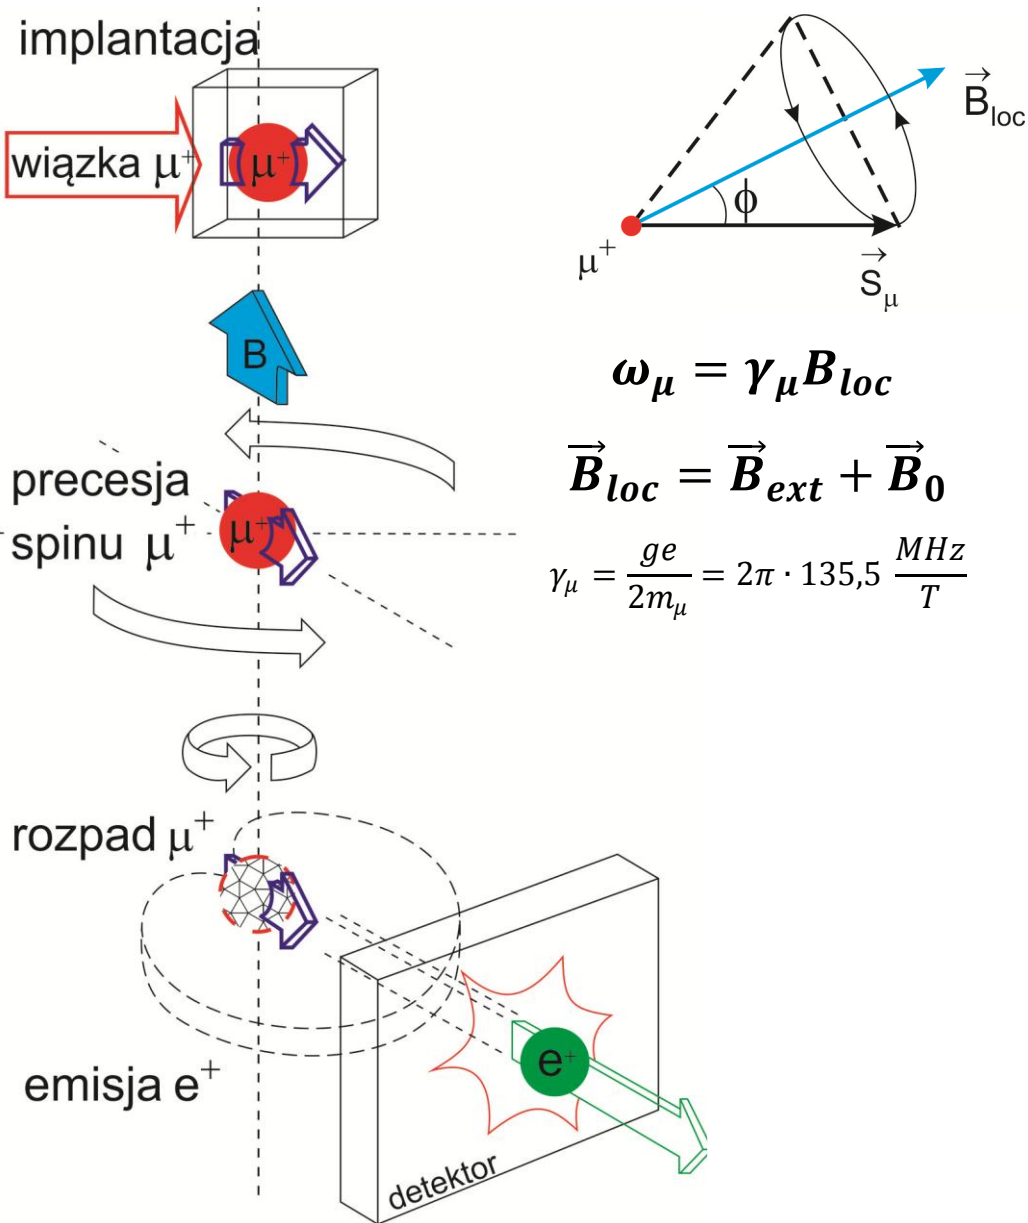 implantacja
wiązka μ⁺
μ⁺
B
precesja
spinu μ⁺
μ⁺
rozpad μ⁺
emisja e⁺
e⁺
detektor
B⃗loc
ϕ
μ⁺
S⃗μ
ωμ = γμBloc
B⃗loc = B⃗ext + B⃗0
γμ = ge/2mμ = 2π · 135,5 MHz/T